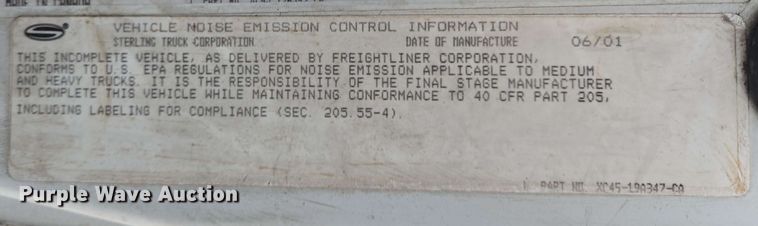 VEHICLE NOISE EMISSION CONTROL INFORMATION
STERLING TRUCK CORPORATION DATE OF MANUFACTURE 06/01
THIS INCOMPLETE VEHICLE, AS DELIVERED BY FREIGHTLINER CORPORATION,
CONFORMS TO U.S. EPA REGULATIONS FOR NOISE EMISSION APPLICABLE TO MEDIUM
AND HEAVY TRUCKS. IT IS THE RESPONSIBILITY OF THE FINAL STAGE MANUFACTURER
TO COMPLETE THIS VEHICLE WHILE MAINTAINING CONFORMANCE TO 40 CFR PART 205,
INCLUDING LABELING FOR COMPLIANCE (SEC. 205.55-4).
PART NO. XC45-19A347-CA
Purple Wave Auction